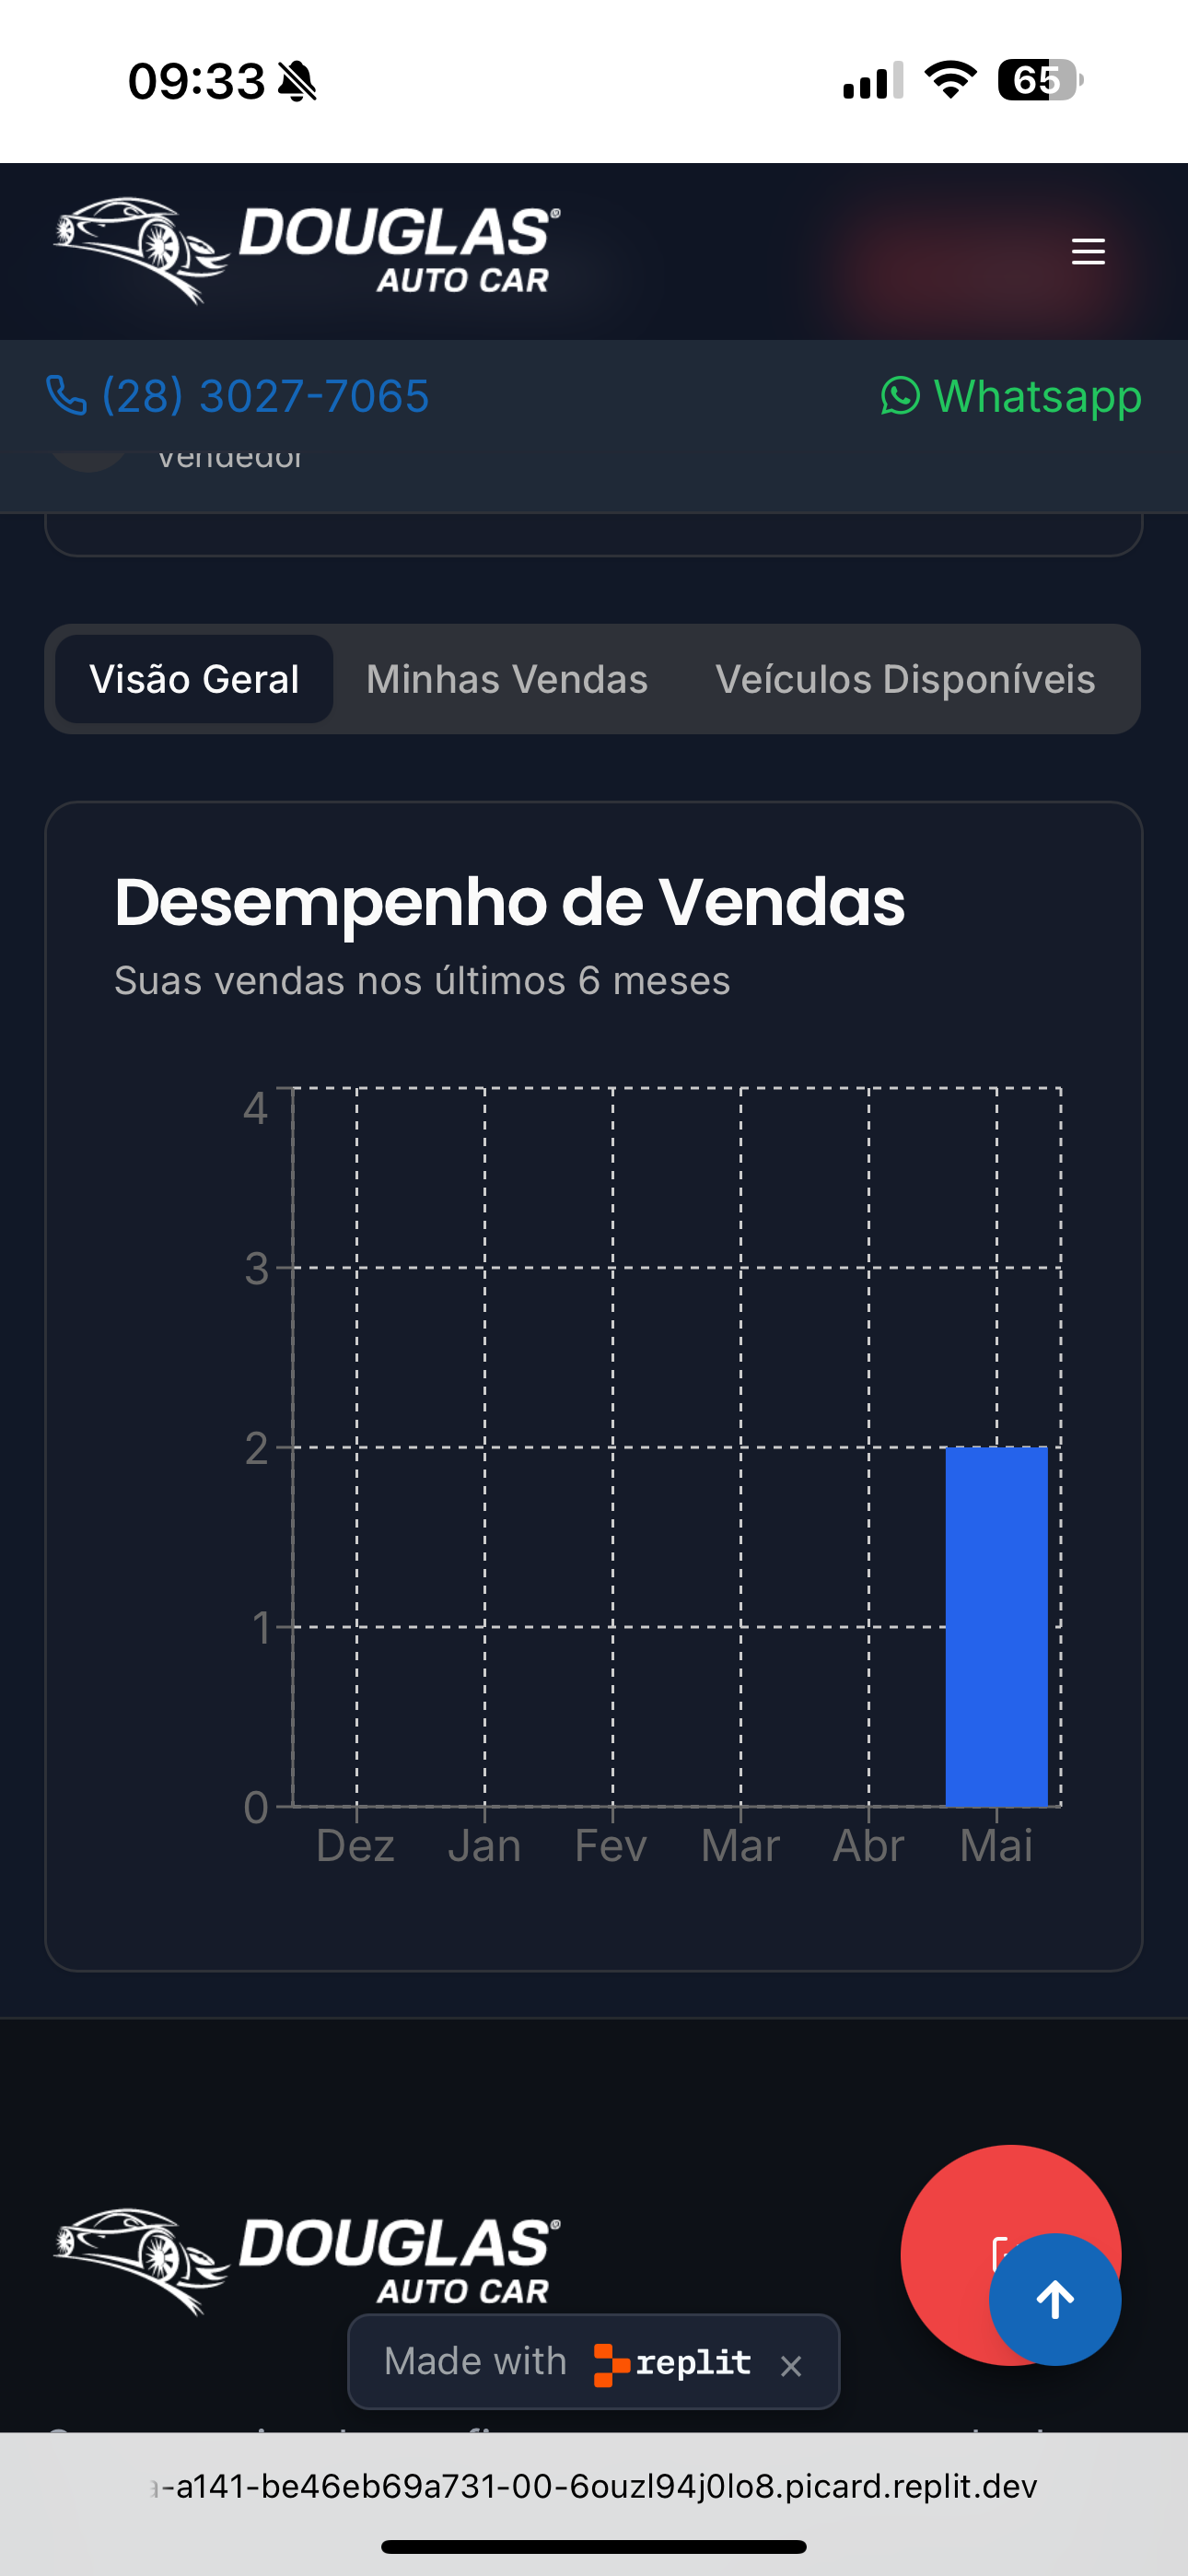 09:33
65
DOUGLAS®
AUTO CAR
(28) 3027-7065
Whatsapp
Vendedor
Visão Geral
Minhas Vendas
Veículos Disponíveis
Desempenho de Vendas
Suas vendas nos últimos 6 meses
4
3
2
1
0
Dez Jan Fev Mar Abr Mai
DOUGLAS®
AUTO CAR
Made with replit ×
-a141-be46eb69a731-00-6ouzl94j0lo8.picard.replit.dev